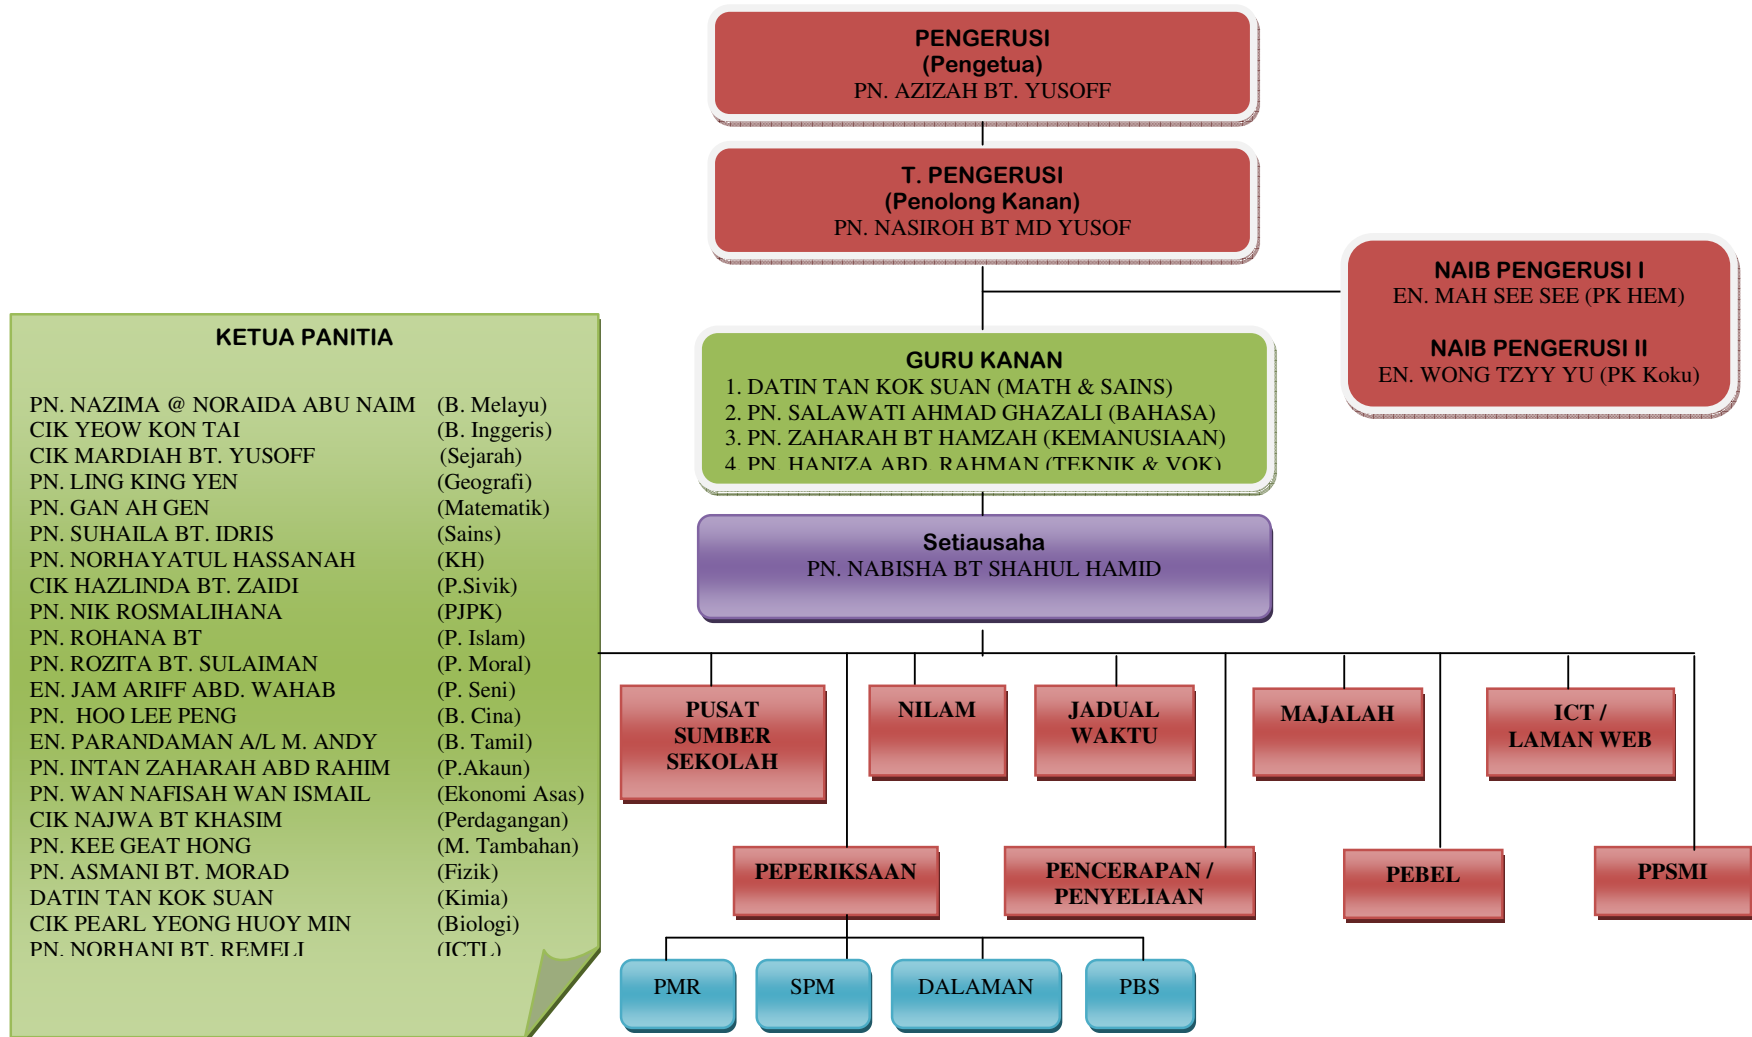 PENGERUSI
(Pengetua)
PN. AZIZAH BT. YUSOFF
T. PENGERUSI
(Penolong Kanan)
PN. NASIROH BT MD YUSOF
NAIB PENGERUSI I
EN. MAH SEE SEE (PK HEM)
NAIB PENGERUSI II
EN. WONG TZYY YU (PK Koku)
GURU KANAN
1. DATIN TAN KOK SUAN (MATH & SAINS)
2. PN. SALAWATI AHMAD GHAZALI (BAHASA)
3. PN. ZAHARAH BT HAMZAH (KEMANUSIAAN)
4. PN. HANIZA ABD. RAHMAN (TEKNIK & VOK)
Setiausaha
PN. NABISHA BT SHAHUL HAMID
KETUA PANITIA
PN. NAZIMA @ NORAIDA ABU NAIM (B. Melayu)
CIK YEOW KON TAI (B. Inggeris)
CIK MARDIAH BT. YUSOFF (Sejarah)
PN. LING KING YEN (Geografi)
PN. GAN AH GEN (Matematik)
PN. SUHAILA BT. IDRIS (Sains)
PN. NORHAYATUL HASSANAH (KH)
CIK HAZLINDA BT. ZAIDI (P.Sivik)
PN. NIK ROSMALIHANA (PJPK)
PN. ROHANA BT (P. Islam)
PN. ROZITA BT. SULAIMAN (P. Moral)
EN. JAM ARIFF ABD. WAHAB (P. Seni)
PN. HOO LEE PENG (B. Cina)
EN. PARANDAMAN A/L M. ANDY (B. Tamil)
PN. INTAN ZAHARAH ABD RAHIM (P.Akaun)
PN. WAN NAFISAH WAN ISMAIL (Ekonomi Asas)
CIK NAJWA BT KHASIM (Perdagangan)
PN. KEE GEAT HONG (M. Tambahan)
PN. ASMANI BT. MORAD (Fizik)
DATIN TAN KOK SUAN (Kimia)
CIK PEARL YEONG HUOY MIN (Biologi)
PN. NORHANI BT. REMELI (ICTL)
PUSAT
SUMBER
SEKOLAH
NILAM
JADUAL
WAKTU
MAJALAH
ICT /
LAMAN WEB
PEPERIKSAAN
PENCERAPAN /
PENYELIAAN
PEBEL
PPSMI
PMR
SPM
DALAMAN
PBS